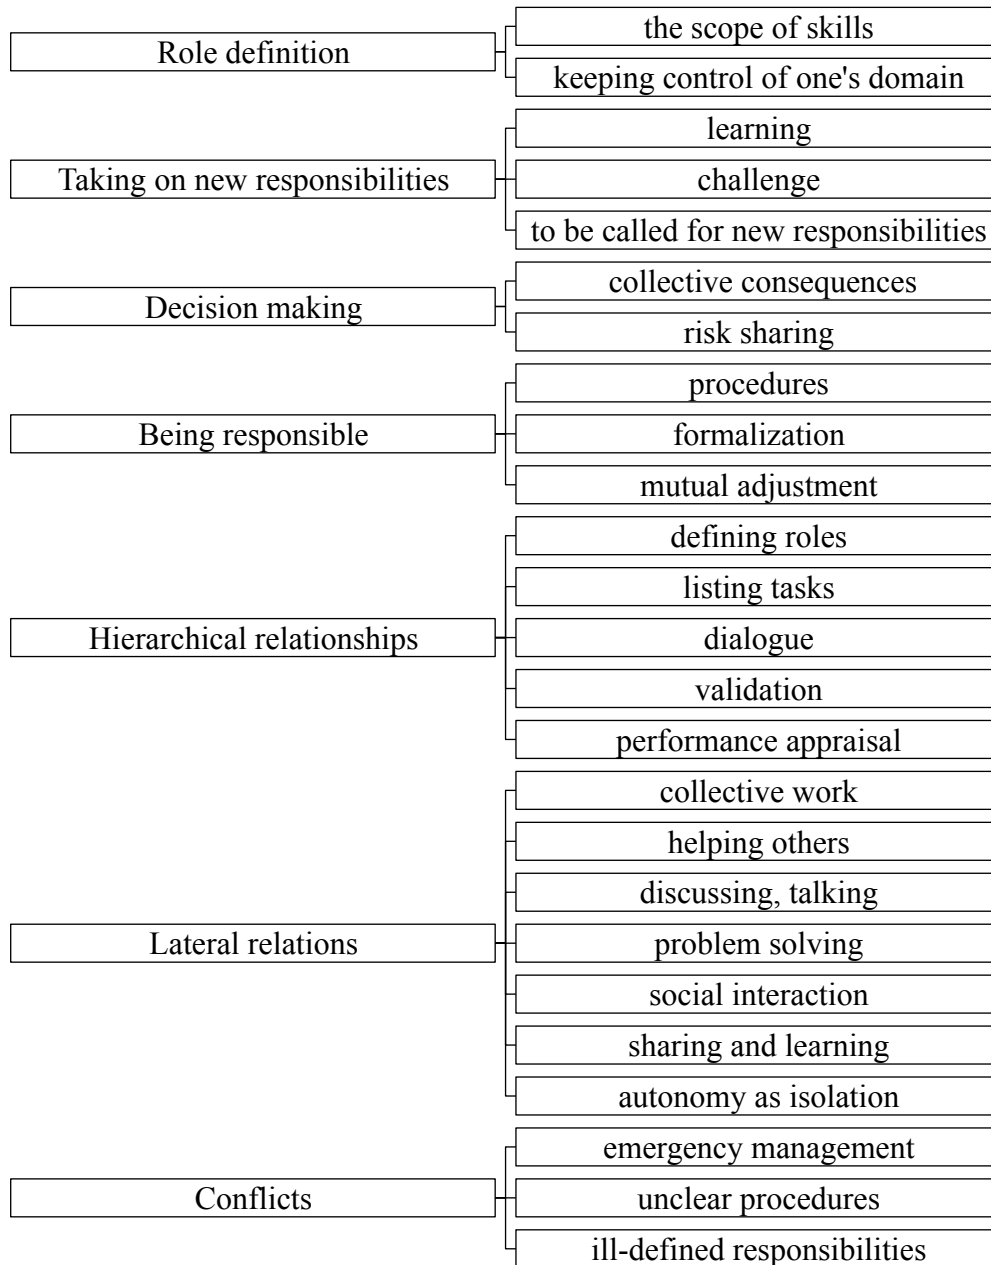 Role definition
the scope of skills
keeping control of one's domain
Taking on new responsibilities
learning
challenge
to be called for new responsibilities
Decision making
collective consequences
risk sharing
Being responsible
procedures
formalization
mutual adjustment
Hierarchical relationships
defining roles
listing tasks
dialogue
validation
performance appraisal
Lateral relations
collective work
helping others
discussing, talking
problem solving
social interaction
sharing and learning
autonomy as isolation
Conflicts
emergency management
unclear procedures
ill-defined responsibilities